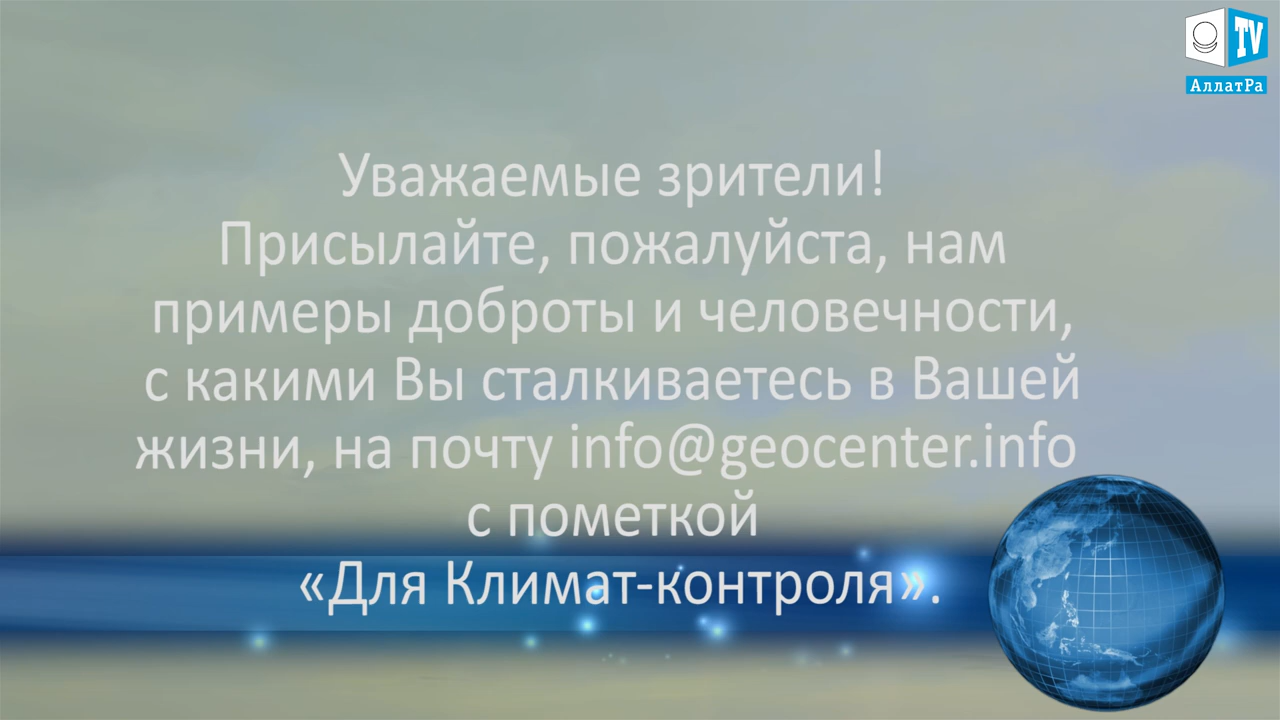 TV
АллатРа
Уважаемые зрители!
Присылайте, пожалуйста, нам
примеры доброты и человечности,
с какими Вы сталкиваетесь в Вашей
жизни, на почту info@geocenter.info
с пометкой
«Для Климат-контроля».